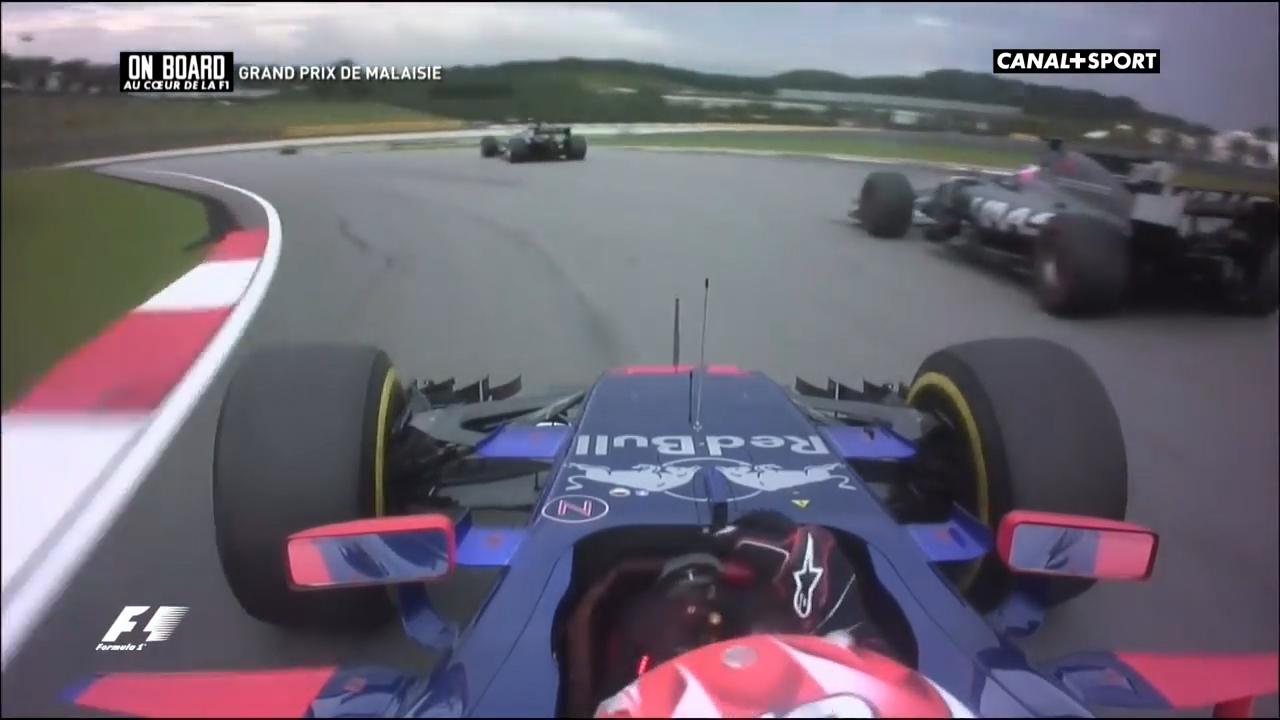 ON BOARD
AU CŒUR DE LA F1
GRAND PRIX DE MALAISIE
CANAL+SPORT
Red Bull
HAAS
F1
Formula 1®